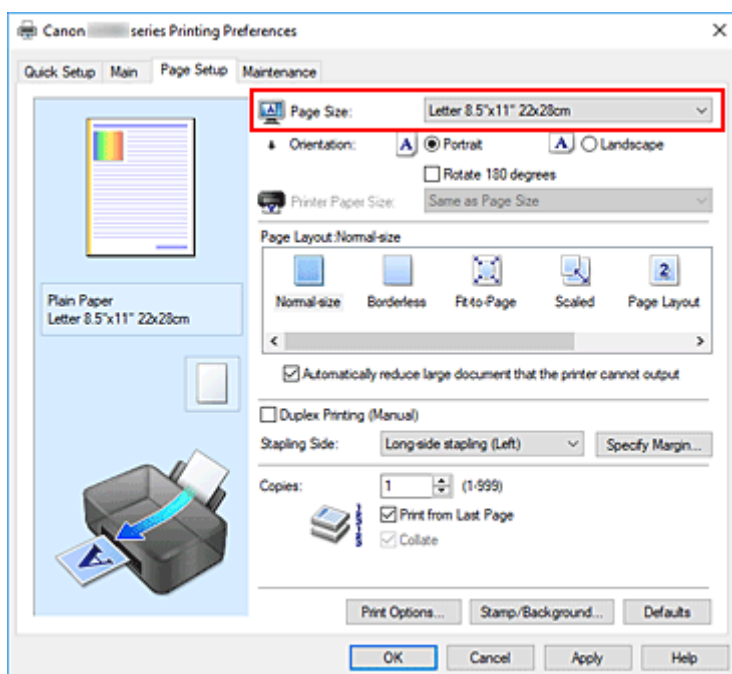 Canon series Printing Preferences
Quick Setup Main Page Setup Maintenance
Page Size: Letter 8.5"x11" 22x28cm
Orientation: A Portrait A Landscape
Rotate 180 degrees
Printer Paper Size: Same as Page Size
Page Layout:Normal-size
2
Normal-size Borderless Fit-to-Page Scaled Page Layout
Plain Paper
Letter 8.5"x11" 22x28cm
Automatically reduce large document that the printer cannot output
Duplex Printing (Manual)
Stapling Side: Long-side stapling (Left) Specify Margin...
Copies: 1 (1-999)
Print from Last Page
Collate
A
Print Options... Stamp/Background... Defaults
OK Cancel Apply Help